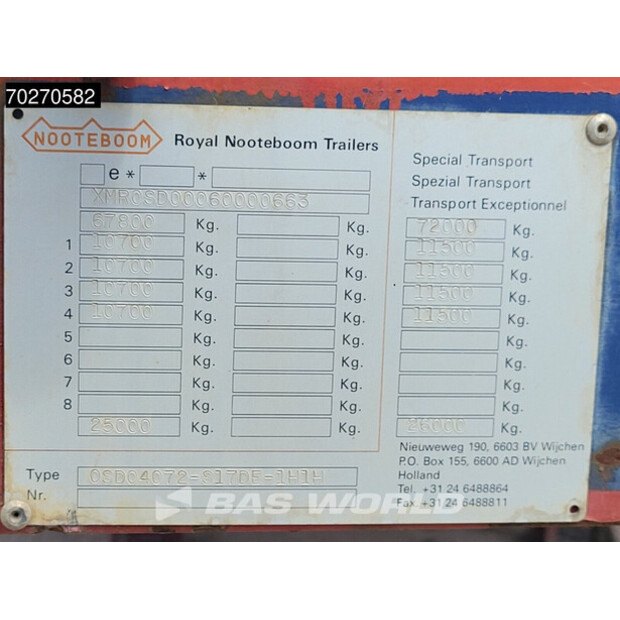 70270582
NOOTEBOOM Royal Nooteboom Trailers
Special Transport
Spezial Transport
Transport Exceptionnel
e * *
XMR0SD00060000663
67800 Kg. Kg. 72000 Kg.
1 10700 Kg. Kg. 11500 Kg.
2 10700 Kg. Kg. 11500 Kg.
3 10700 Kg. Kg. 11500 Kg.
4 10700 Kg. Kg. 11500 Kg.
5 Kg. Kg. Kg.
6 Kg. Kg. Kg.
7 Kg. Kg. Kg.
8 Kg. Kg. Kg.
25000 Kg. Kg. 26000 Kg.
Nieuweweg 190, 6603 BV Wijchen
P.O. Box 155, 6600 AD Wijchen
Holland
Tel. +31 24 6488864
Fax. +31 24 6488811
Type
Nr.
BAS WORLD